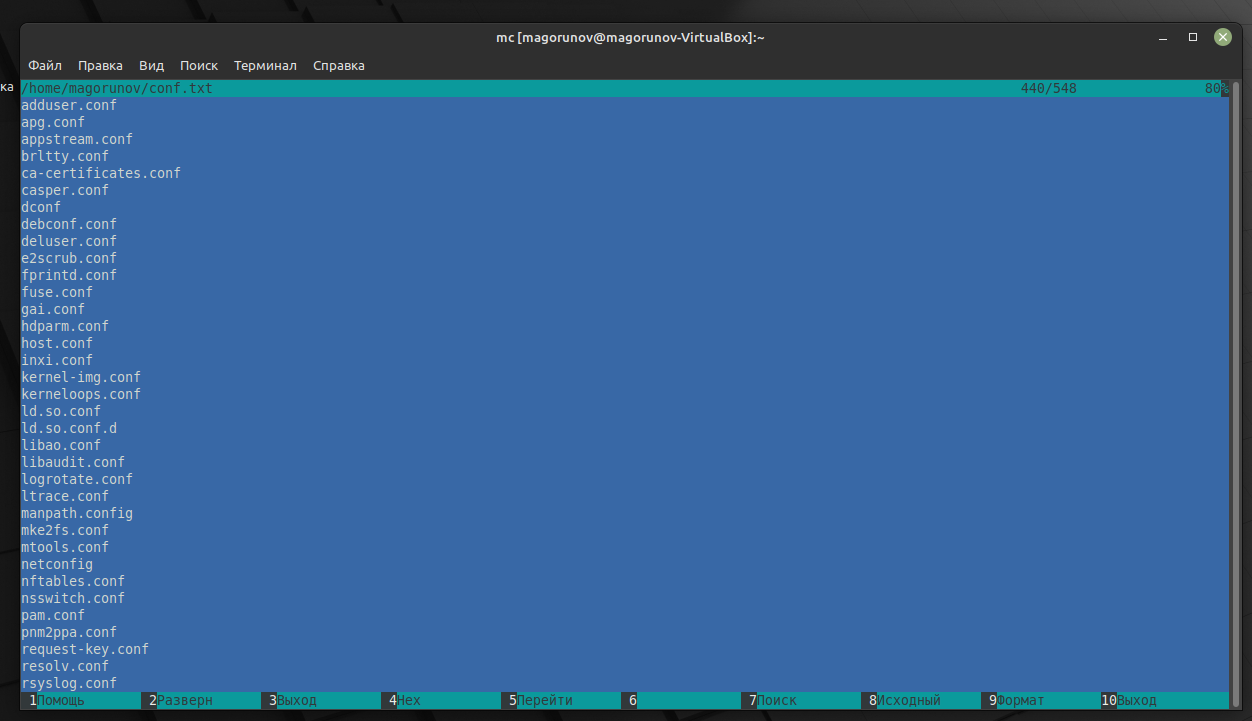 mc [magorunov@magorunov-VirtualBox]:~
Файл Правка Вид Поиск Терминал Справка
ка
/home/magorunov/conf.txt 440/548 80%
adduser.conf
apg.conf
appstream.conf
brltty.conf
ca-certificates.conf
casper.conf
dconf
debconf.conf
deluser.conf
e2scrub.conf
fprintd.conf
fuse.conf
gai.conf
hdparm.conf
host.conf
inxi.conf
kernel-img.conf
kerneloops.conf
ld.so.conf
ld.so.conf.d
libao.conf
libaudit.conf
logrotate.conf
ltrace.conf
manpath.config
mke2fs.conf
mtools.conf
netconfig
nftables.conf
nsswitch.conf
pam.conf
pnm2ppa.conf
request-key.conf
resolv.conf
rsyslog.conf
1Помощь 2Разверн 3Выход 4Hex 5Перейти 6 7Поиск 8Исходный 9Формат 10Выход